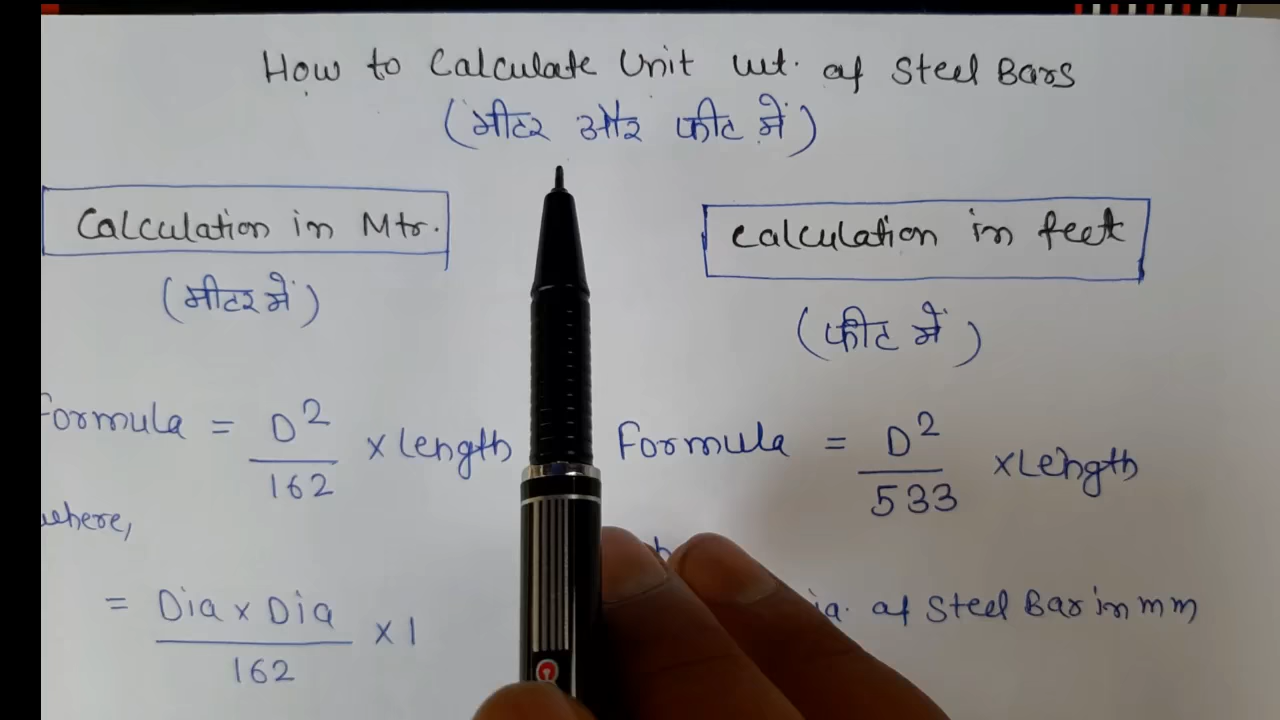 How to Calculate Unit wt. of Steel Bars
(मीटर और फीट में)
Calculation in Mtr.
(मीटर में)
Formula = D²/162 × Length
where,
= Dia × Dia/162 × 1
Calculation in feet
(फीट में)
Formula = D²/533 × Length
ia. of Steel Bar in mm